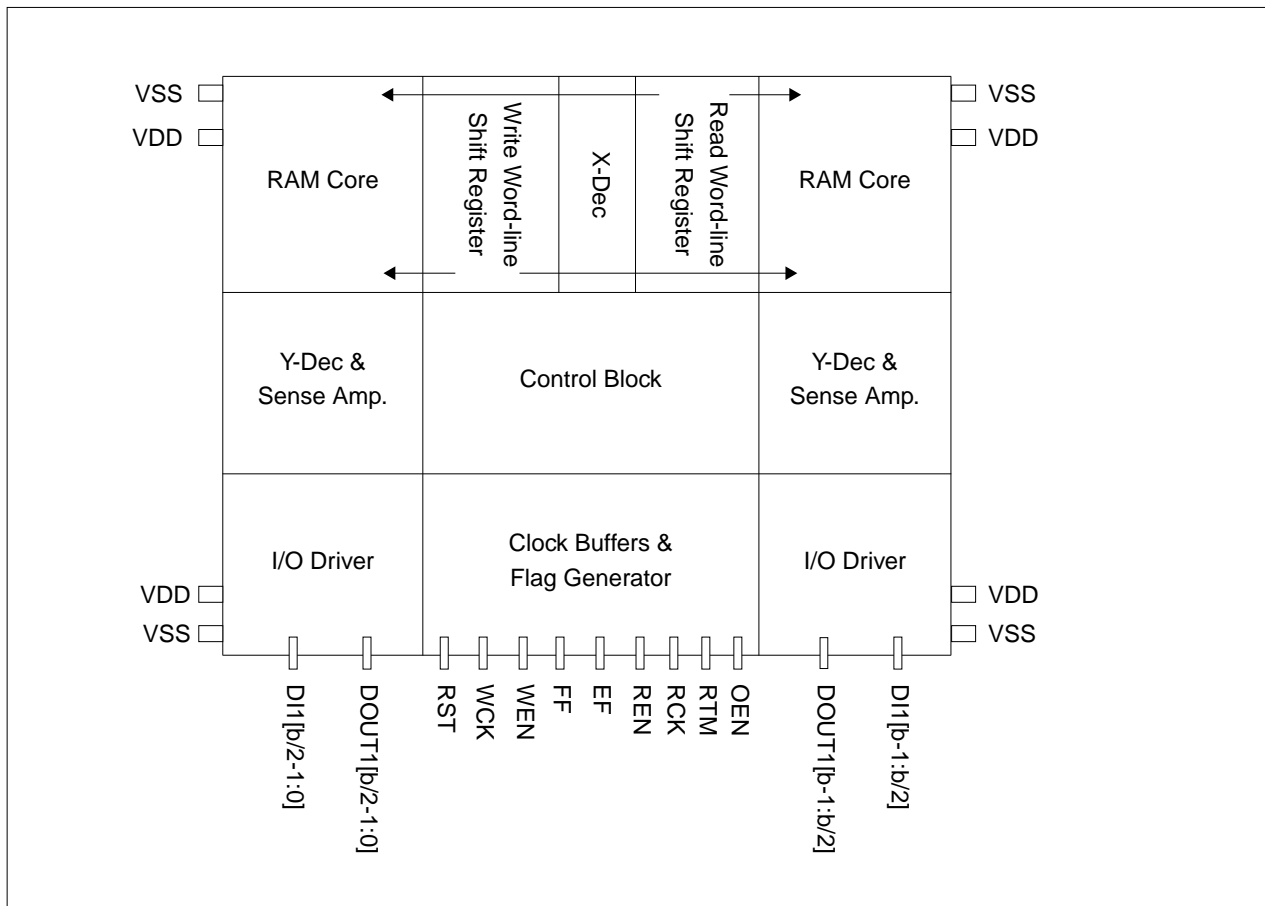 VSS
VDD
RAM Core
Write Word-line
Shift Register
X-Dec
Read Word-line
Shift Register
RAM Core
VSS
VDD
Y-Dec &
Sense Amp.
Control Block
Y-Dec &
Sense Amp.
I/O Driver
Clock Buffers &
Flag Generator
I/O Driver
VDD
VSS
VDD
VSS
DI1[b/2-1:0]
DOUT1[b/2-1:0]
RST
WCK
WEN
FF
EF
REN
RCK
RTM
OEN
DOUT1[b-1:b/2]
DI1[b-1:b/2]